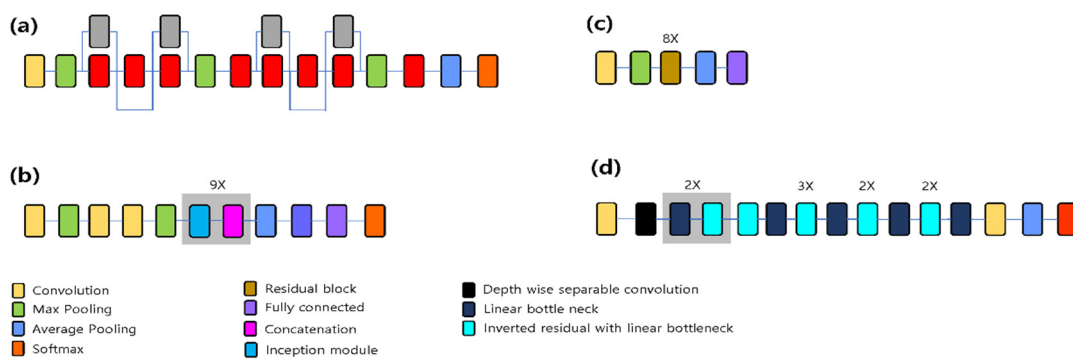 (a)
(c)
8X
(b)
9X
(d)
2X
3X
2X
2X
Convolution
Max Pooling
Average Pooling
Softmax
Residual block
Fully connected
Concatenation
Inception module
Depth wise separable convolution
Linear bottle neck
Inverted residual with linear bottleneck